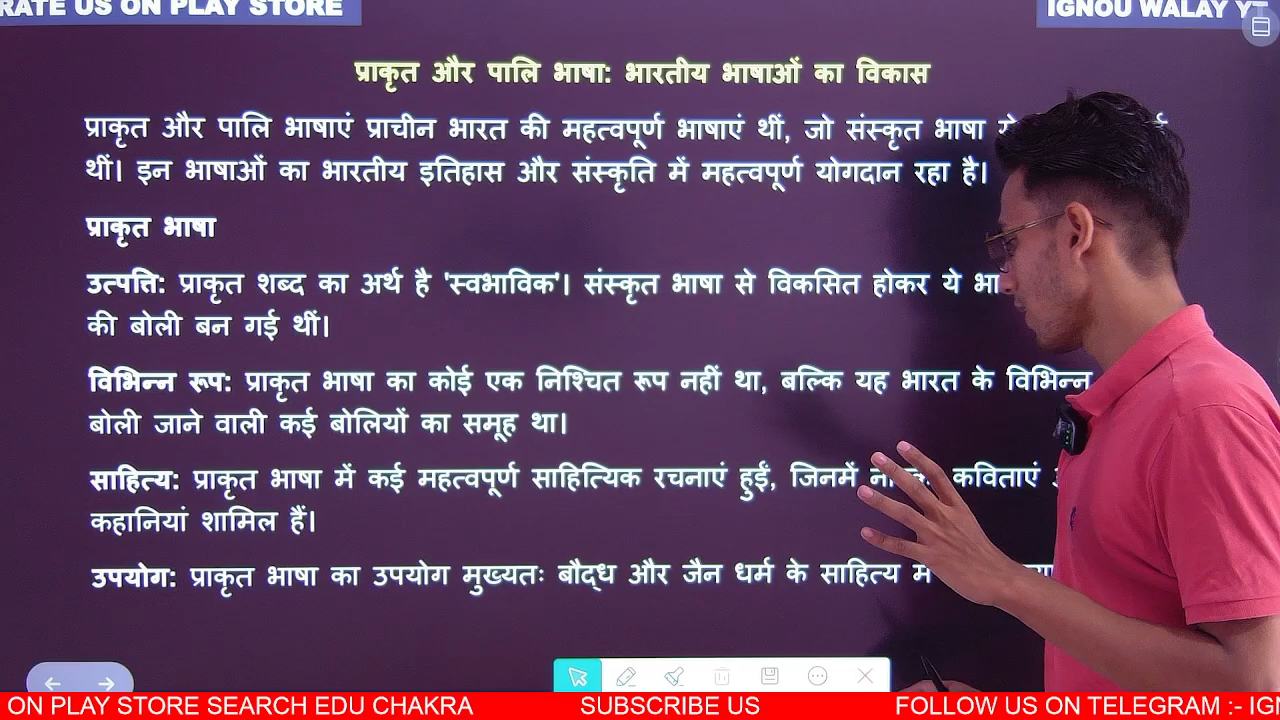 RATE US ON PLAY STORE
IGNOU WALAY YT
प्राकृत और पालि भाषा: भारतीय भाषाओं का विकास
प्राकृत और पालि भाषाएं प्राचीन भारत की महत्वपूर्ण भाषाएं थीं, जो संस्कृत भाषा
थीं। इन भाषाओं का भारतीय इतिहास और संस्कृति में महत्वपूर्ण योगदान रहा है।
प्राकृत भाषा
उत्पत्ति: प्राकृत शब्द का अर्थ है 'स्वभाविक'। संस्कृत भाषा से विकसित होकर ये
की बोली बन गई थीं।
विभिन्न रूप: प्राकृत भाषा का कोई एक निश्चित रूप नहीं था, बल्कि यह भारत के विभिन्न
बोली जाने वाली कई बोलियों का समूह था।
साहित्य: प्राकृत भाषा में कई महत्वपूर्ण साहित्यिक रचनाएं हुईं, जिनमें कविताएं
कहानियां शामिल हैं।
उपयोग: प्राकृत भाषा का उपयोग मुख्यतः बौद्ध और जैन धर्म के साहित्य
ON PLAY STORE SEARCH EDU CHAKRA SUBSCRIBE US FOLLOW US ON TELEGRAM :- IGN